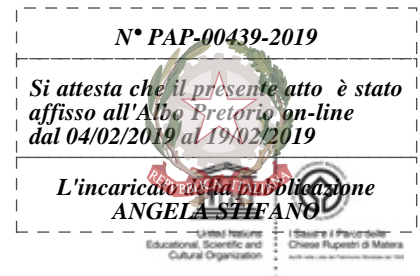 N° PAP-00439-2019
Si attesta che il presente atto è stato
affisso all'Albo Pretorio on-line
dal 04/02/2019 al 19/02/2019
L'incaricato della pubblicazione
ANGELA STIFANO
REPUBBLICA ITALIANA
United Nations
Educational, Scientific and
Cultural Organization
I Sassi e il Parco delle
Chiese Rupestri di Matera